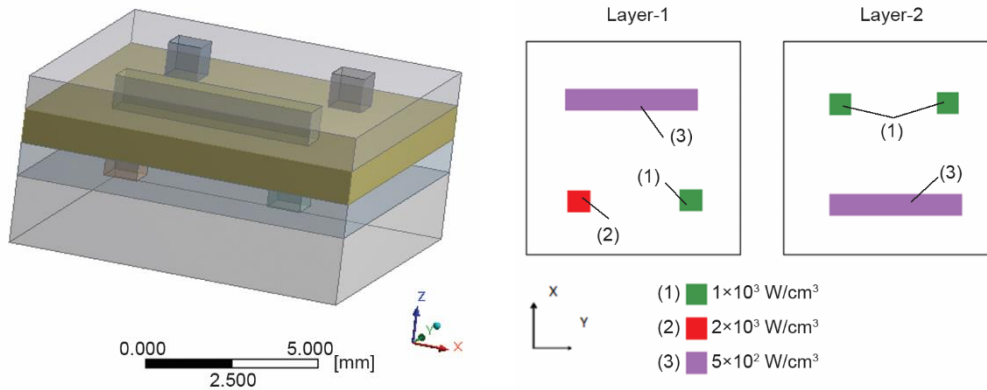 Layer-1
Layer-2
(3)
(1)
(2)
(1)
(3)
Z
Y
X
0.000
5.000
[mm]
2.500
X
Y
(1) 1×10³ W/cm³
(2) 2×10³ W/cm³
(3) 5×10² W/cm³